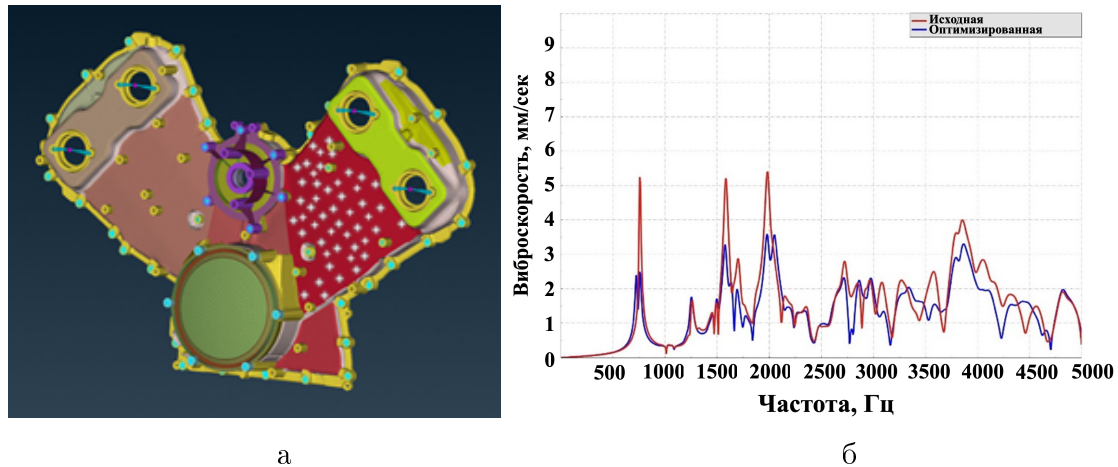 Исходная
Оптимизированная
Виброскорость, мм/сек
9
8
7
6
5
4
3
2
1
0
500 1000 1500 2000 2500 3000 3500 4000 4500 5000
Частота, Гц
а б